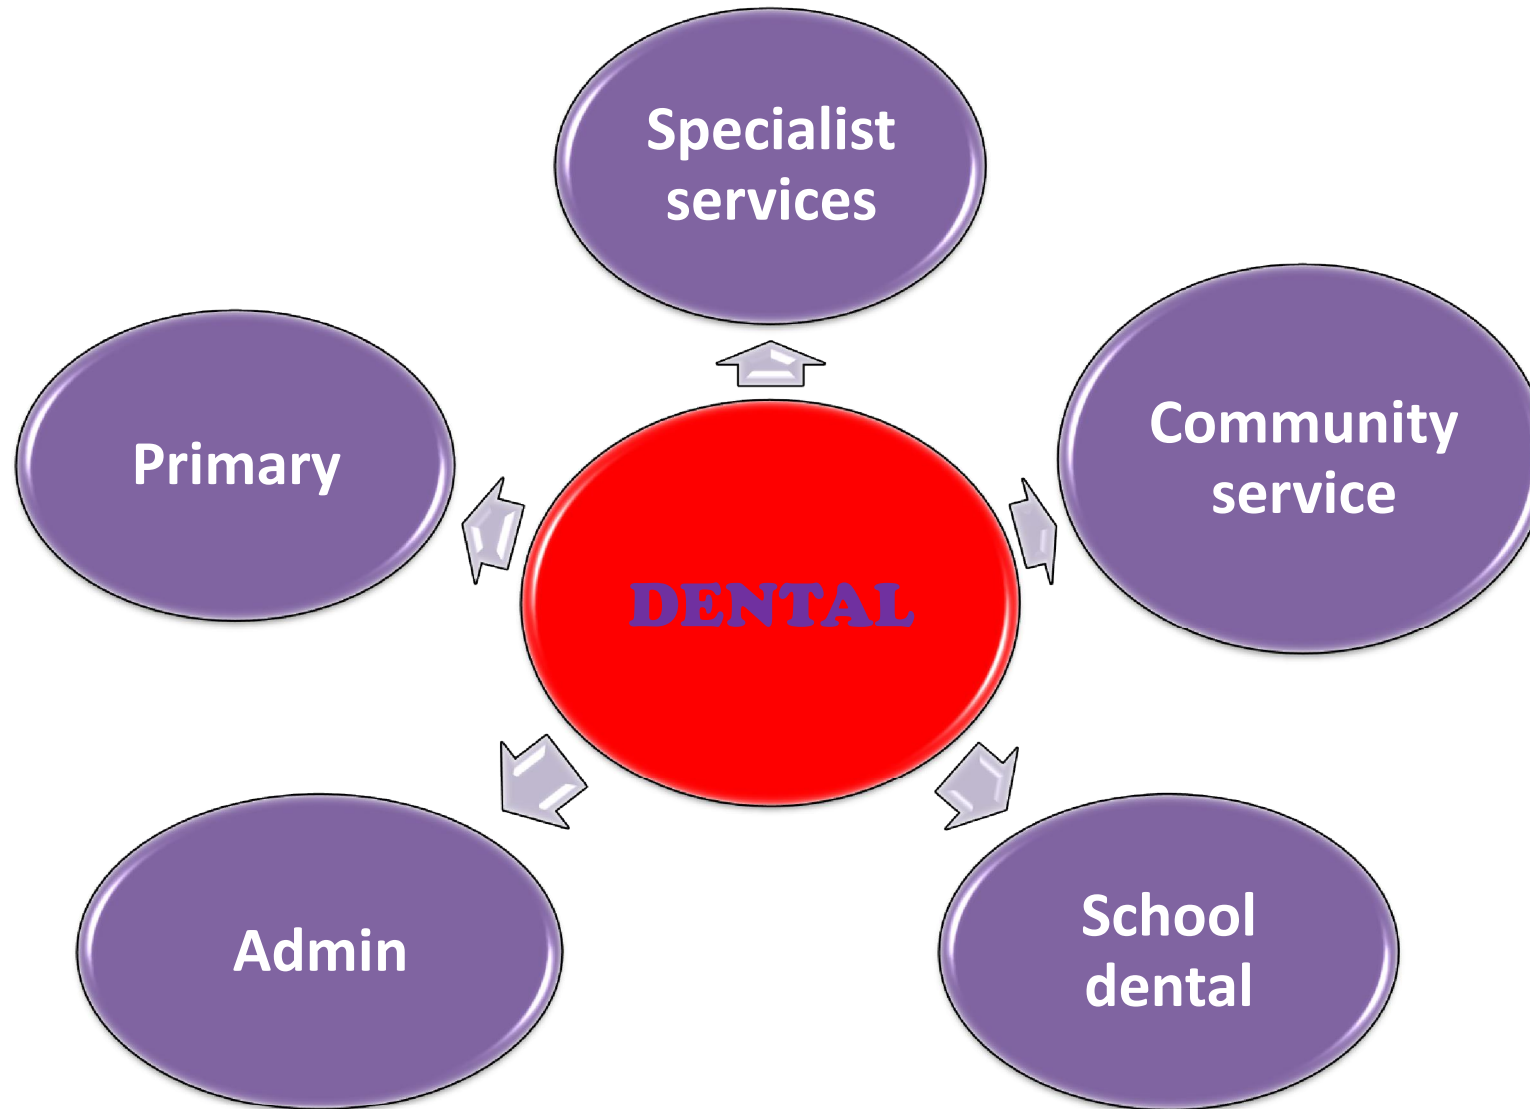 Specialist
services
Community
service
Primary
DENTAL
School
dental
Admin